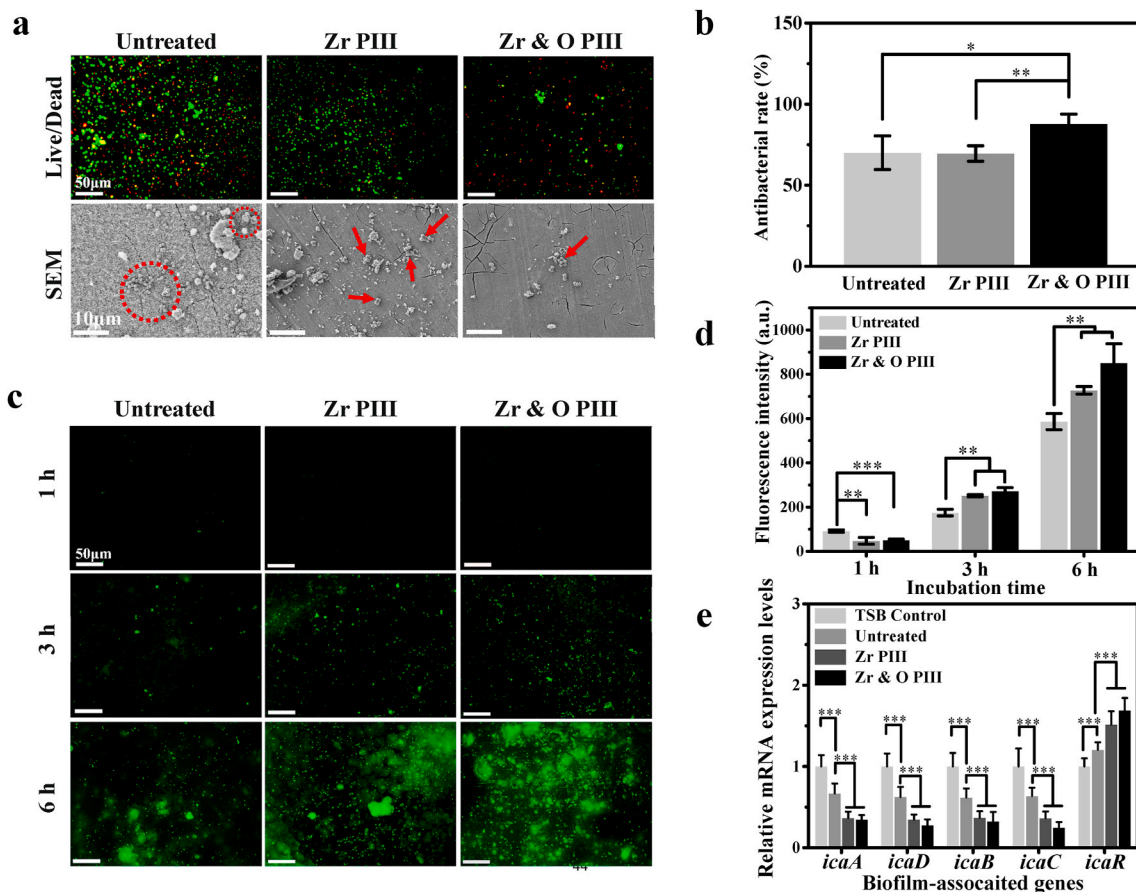 a
Untreated Zr PIII Zr & O PIII
Live/Dead
50μm
SEM
10μm
b
Antibacterial rate (%)
150
100
50
0
*
**
Untreated Zr PIII Zr & O PIII
c
Untreated Zr PIII Zr & O PIII
1 h
50μm
3 h
6 h
44
d
Fluorescence intensity (a.u.)
1000
800
600
400
200
0
Untreated
Zr PIII
Zr & O PIII
***
**
**
**
1 h 3 h 6 h
Incubation time
e
Relative mRNA expression levels
3
2
1
0
TSB Control
Untreated
Zr PIII
Zr & O PIII
*** *** *** *** ***
*** *** *** *** ***
icaA icaD icaB icaC icaR
Biofilm-assocaited genes